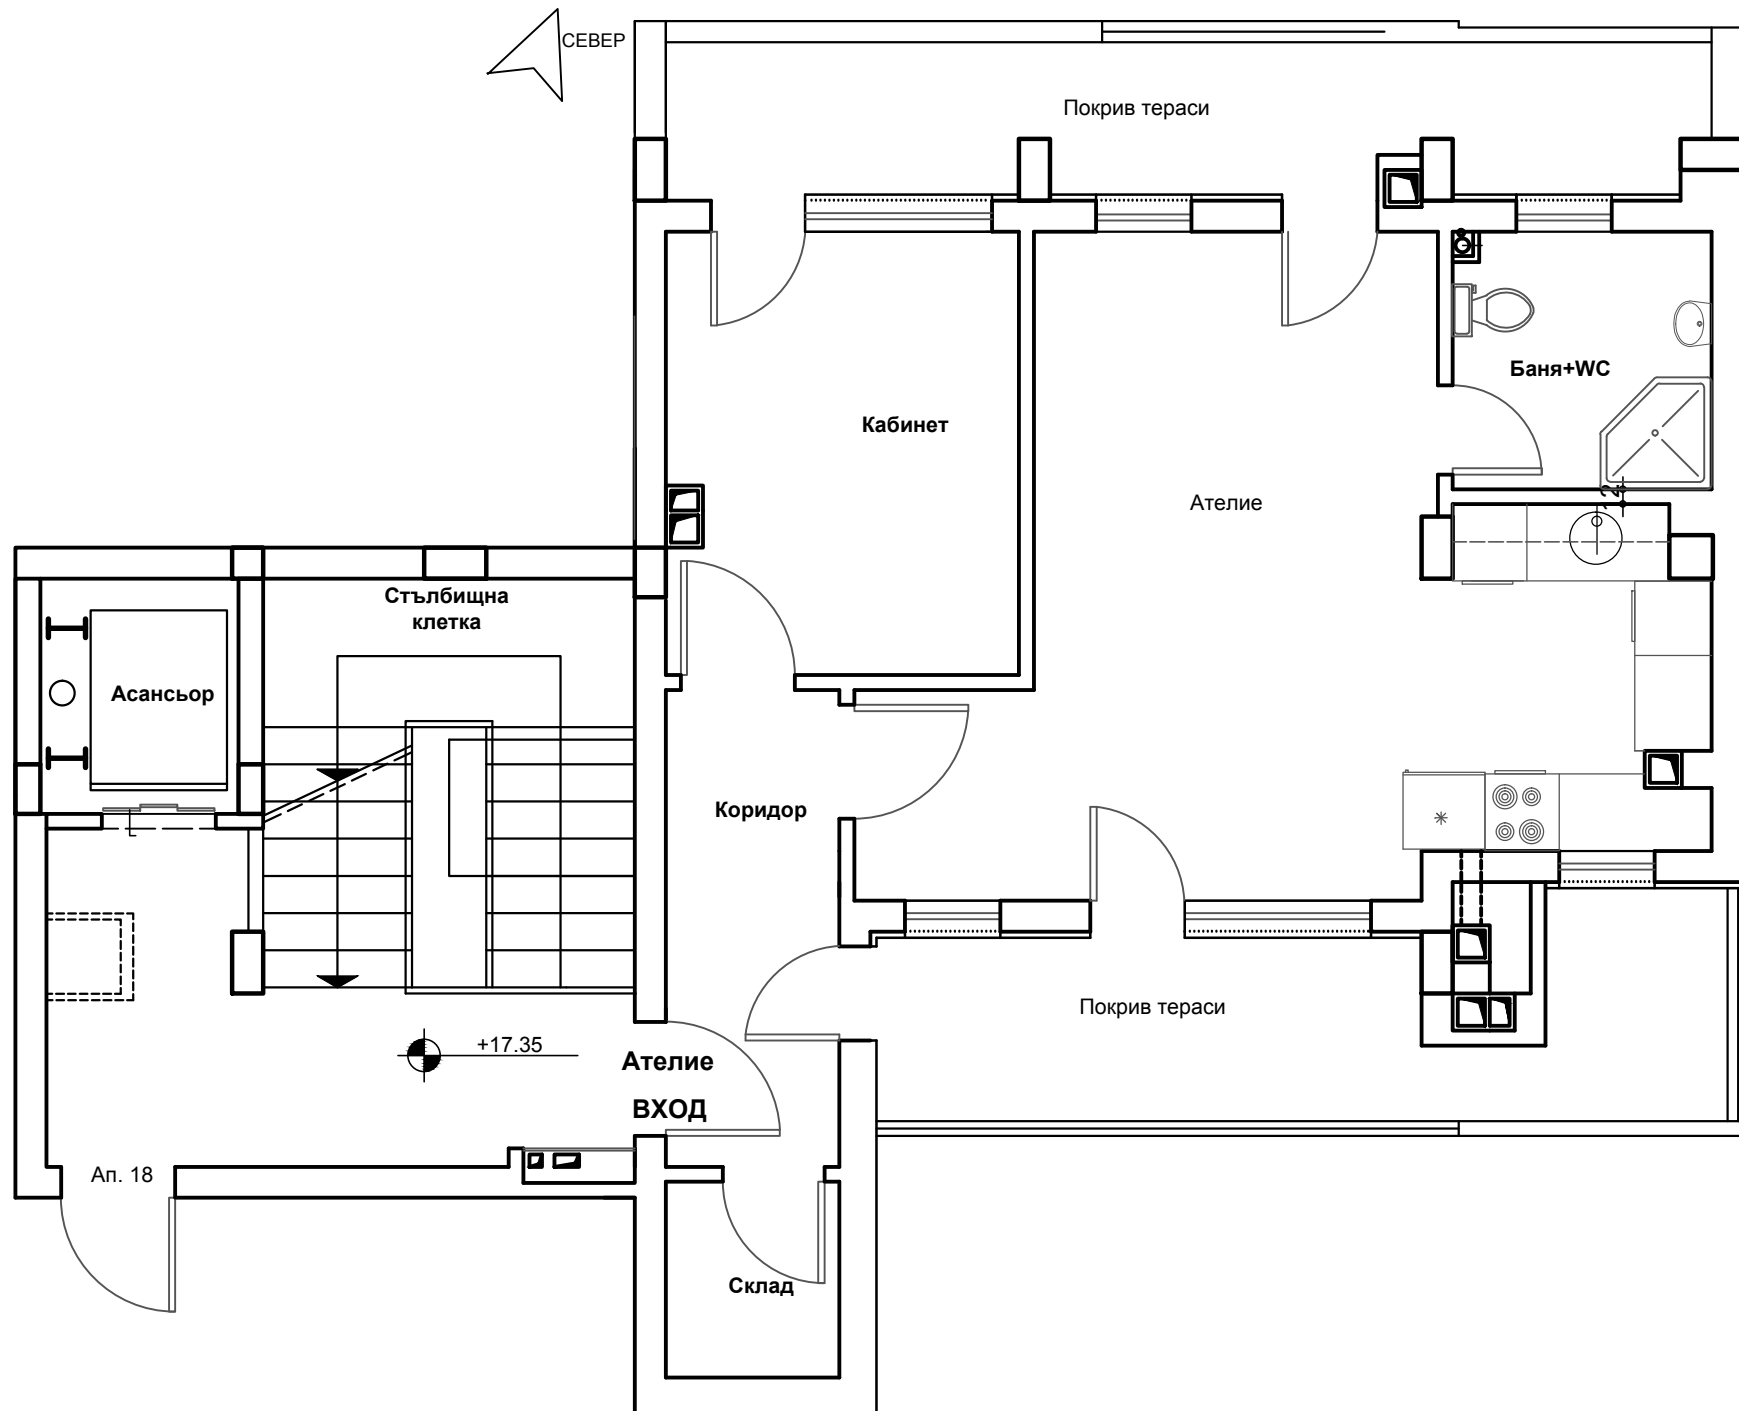 СЕВЕР
Покрив тераси
Баня+WC
Кабинет
Ателие
12
Стълбищна
клетка
Асансьор
Коридор
Покрив тераси
+17.35
Ателие
ВХОД
Ап. 18
Склад